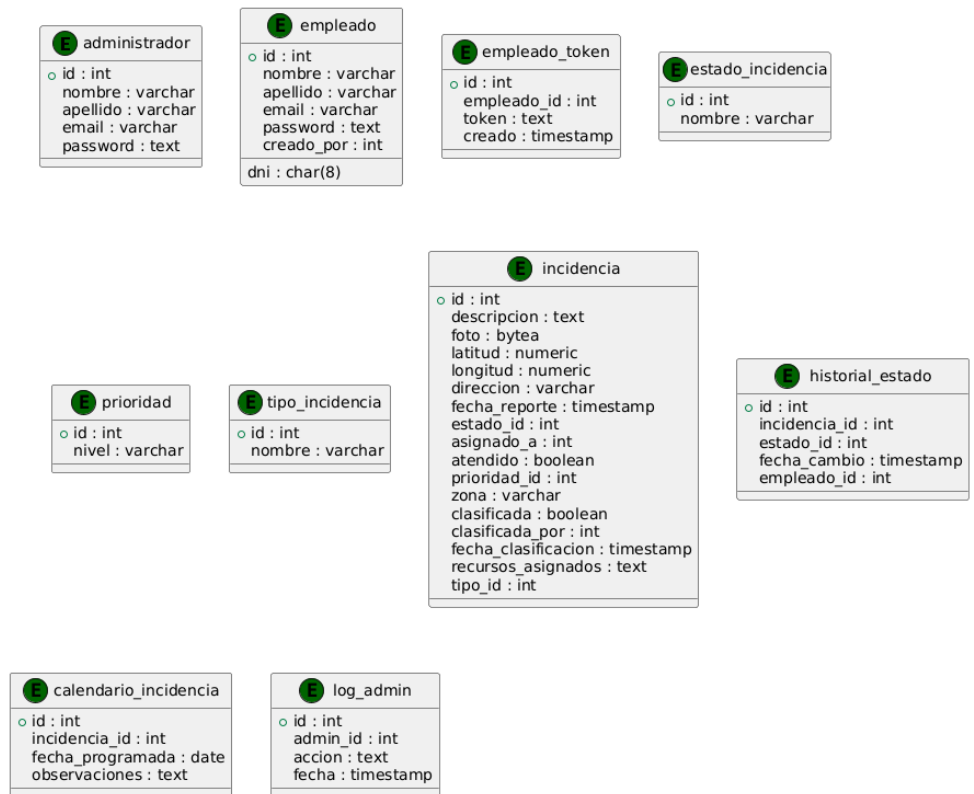 E administrador
id : int
nombre : varchar
apellido : varchar
email : varchar
password : text
E empleado
id : int
nombre : varchar
apellido : varchar
email : varchar
password : text
creado_por : int
dni : char(8)
E empleado_token
id : int
empleado_id : int
token : text
creado : timestamp
E estado_incidencia
id : int
nombre : varchar
E prioridad
id : int
nivel : varchar
E tipo_incidencia
id : int
nombre : varchar
E incidencia
id : int
descripcion : text
foto : bytea
latitud : numeric
longitud : numeric
direccion : varchar
fecha_reporte : timestamp
estado_id : int
asignado_a : int
atendido : boolean
prioridad_id : int
zona : varchar
clasificada : boolean
clasificada_por : int
fecha_clasificacion : timestamp
recursos_asignados : text
tipo_id : int
E historial_estado
id : int
incidencia_id : int
estado_id : int
fecha_cambio : timestamp
empleado_id : int
E calendario_incidencia
id : int
incidencia_id : int
fecha_programada : date
observaciones : text
E log_admin
id : int
admin_id : int
accion : text
fecha : timestamp